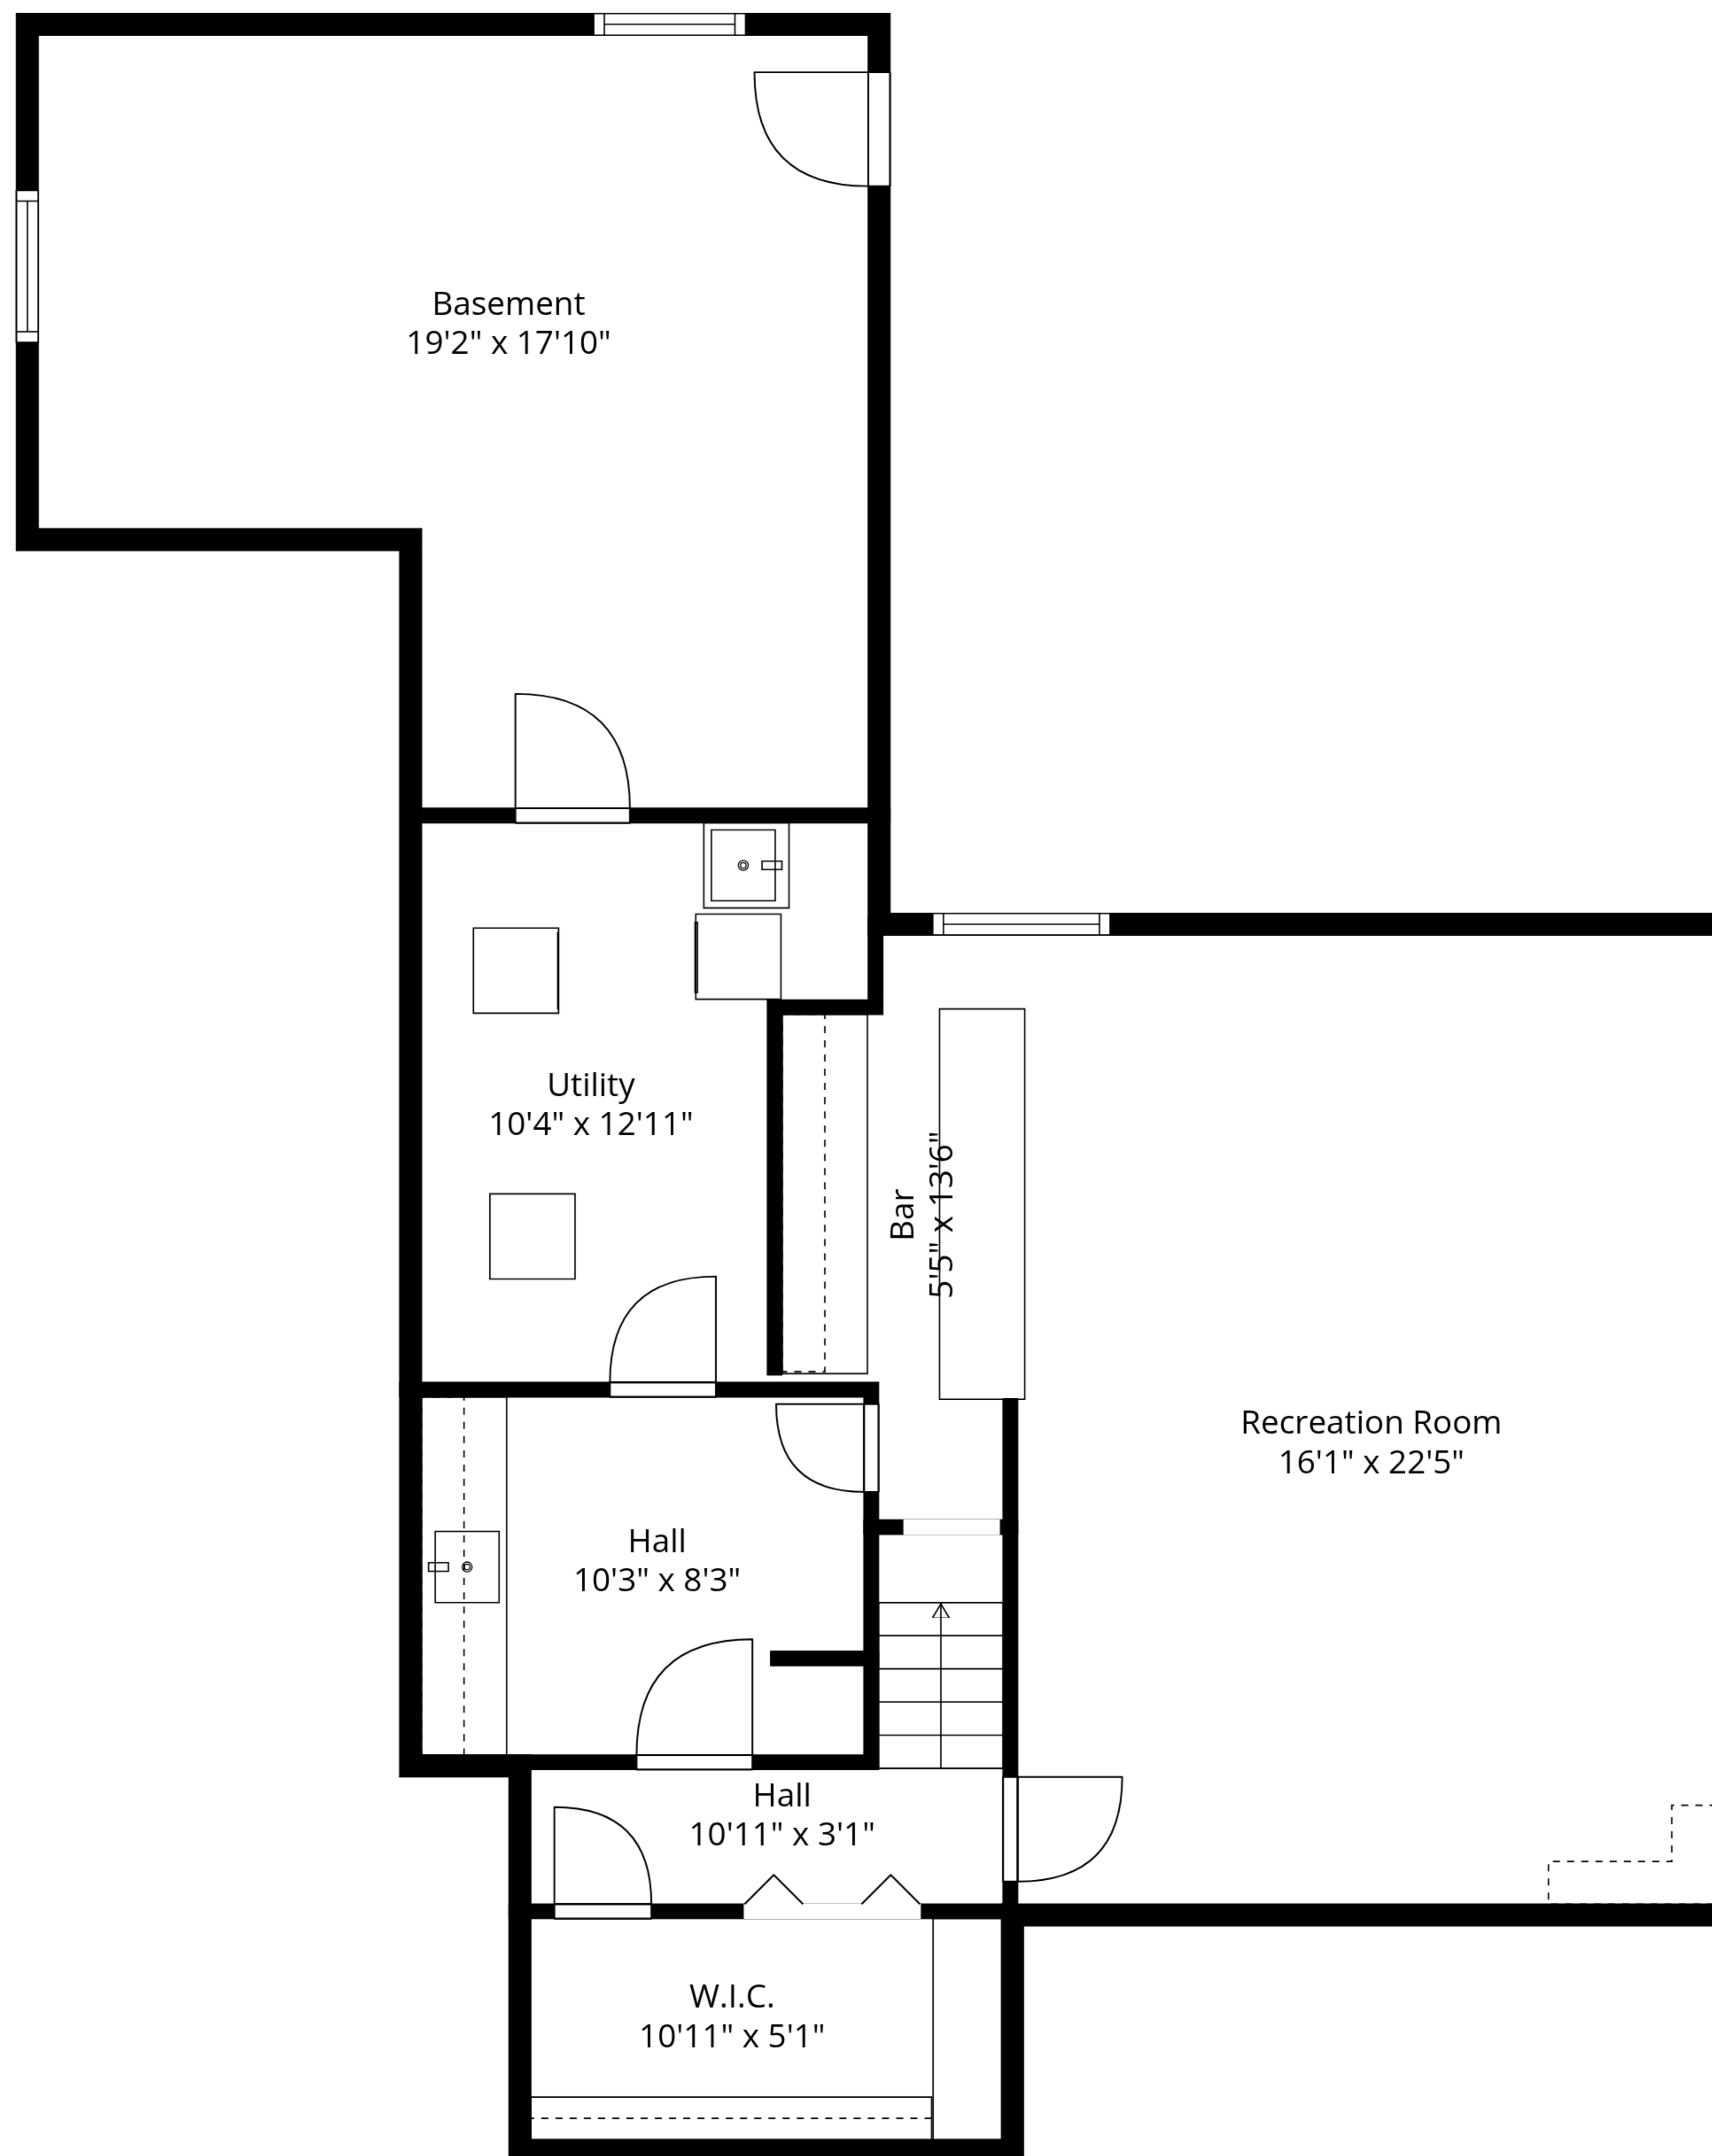 Basement
19'2" x 17'10"
Utility
10'4" x 12'11"
Bar
5'5" x 13'6"
Recreation Room
16'1" x 22'5"
Hall
10'3" x 8'3"
Hall
10'11" x 3'1"
W.I.C.
10'11" x 5'1"